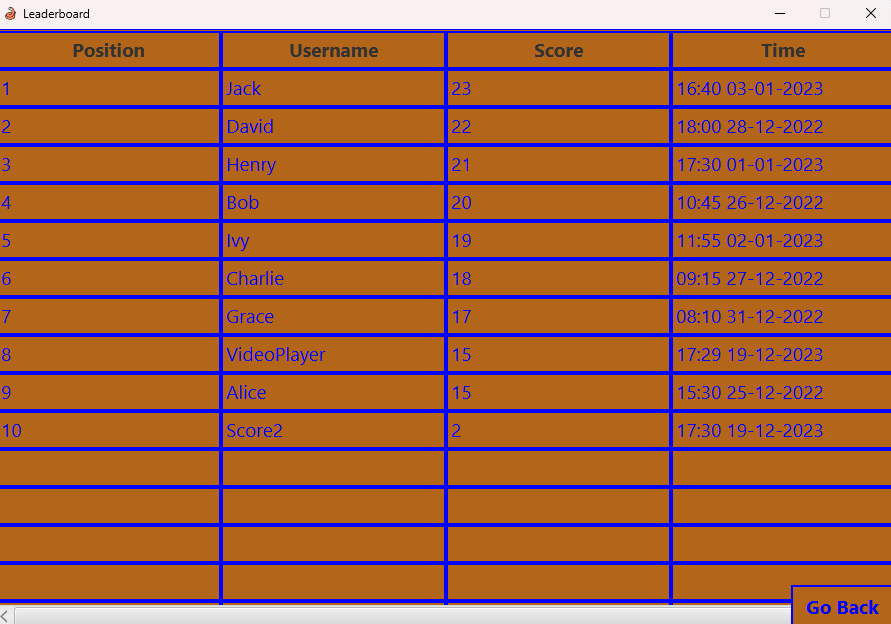 Leaderboard
Position Username Score Time
1 Jack 23 16:40 03-01-2023
2 David 22 18:00 28-12-2022
3 Henry 21 17:30 01-01-2023
4 Bob 20 10:45 26-12-2022
5 Ivy 19 11:55 02-01-2023
6 Charlie 18 09:15 27-12-2022
7 Grace 17 08:10 31-12-2022
8 VideoPlayer 15 17:29 19-12-2023
9 Alice 15 15:30 25-12-2022
10 Score2 2 17:30 19-12-2023
Go Back